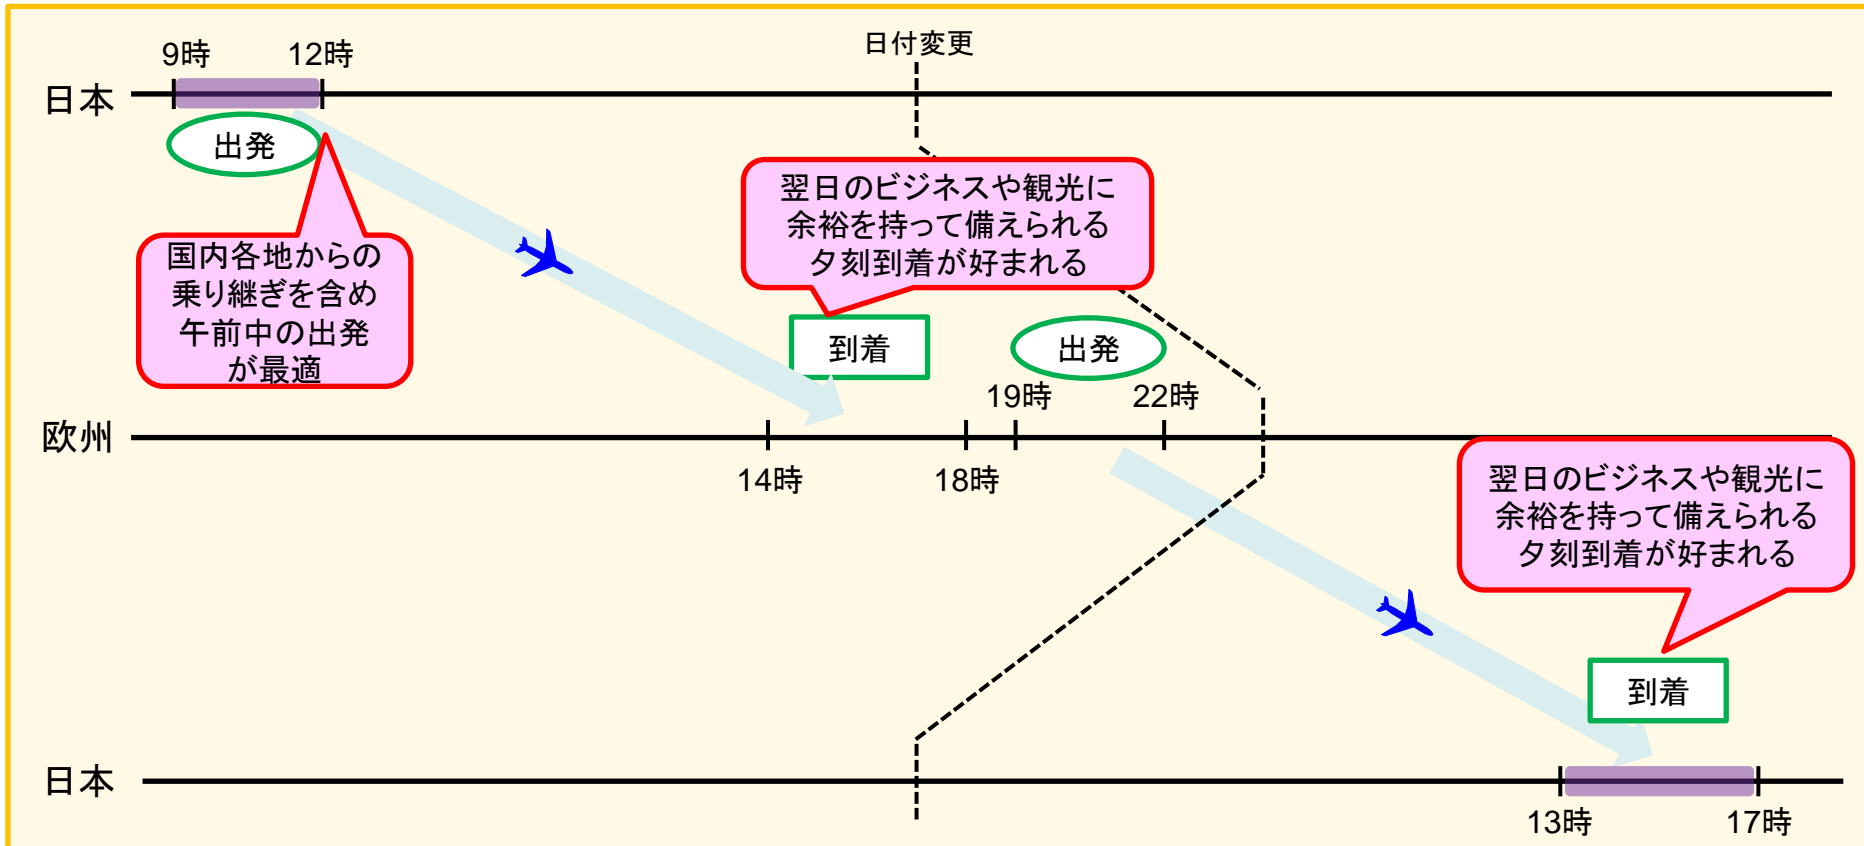 日付変更
9時
12時
日本
出発
国内各地からの
乗り継ぎを含め
午前中の出発
が最適
翌日のビジネスや観光に
余裕を持って備えられる
夕刻到着が好まれる
到着
出発
19時
22時
欧州
14時
18時
翌日のビジネスや観光に
余裕を持って備えられる
夕刻到着が好まれる
到着
日本
13時
17時